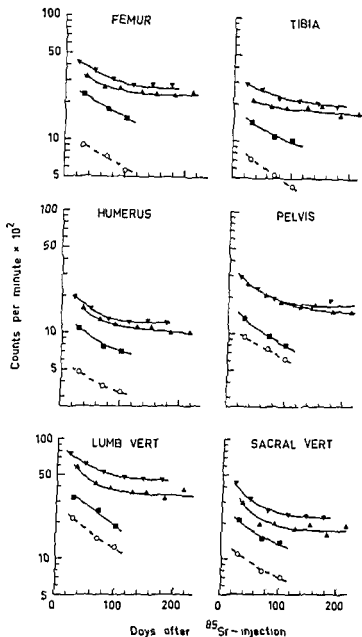 FEMUR
TIBIA
100
50
10
5
HUMERUS
PELVIS
Counts per minute × 10²
100
50
10
5
LUMB VERT
SACRAL VERT
100
50
10
5
0
100
200
0
100
200
Days after ⁸⁵Sr-injection